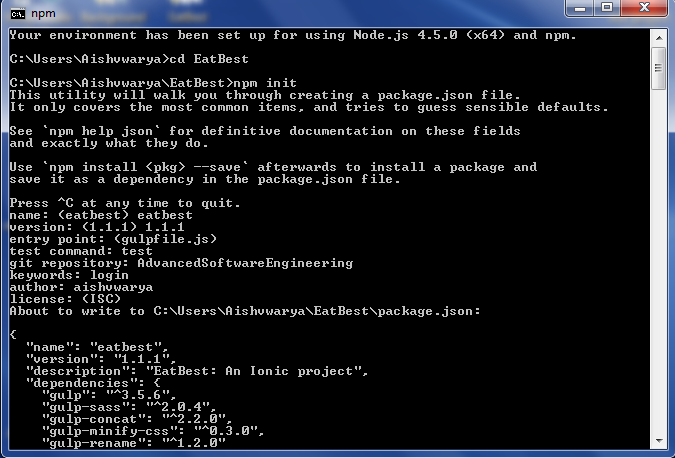 npm
Your environment has been set up for using Node.js 4.5.0 (x64) and npm.
C:\Users\Aishvwarya>cd EatBest
C:\Users\Aishvwarya\EatBest>npm init
This utility will walk you through creating a package.json file.
It only covers the most common items, and tries to guess sensible defaults.
See `npm help json` for definitive documentation on these fields
and exactly what they do.
Use `npm install <pkg> --save` afterwards to install a package and
save it as a dependency in the package.json file.
Press ^C at any time to quit.
name: (eatbest) eatbest
version: (1.1.1) 1.1.1
entry point: (gulpfile.js)
test command: test
git repository: AdvancedSoftwareEngineering
keywords: login
author: aishvwarya
license: (ISC)
About to write to C:\Users\Aishvwarya\EatBest\package.json:
{
  "name": "eatbest",
  "version": "1.1.1",
  "description": "EatBest: An Ionic project",
  "dependencies": {
    "gulp": "^3.5.6",
    "gulp-sass": "^2.0.4",
    "gulp-concat": "^2.2.0",
    "gulp-minify-css": "^0.3.0",
    "gulp-rename": "^1.2.0"